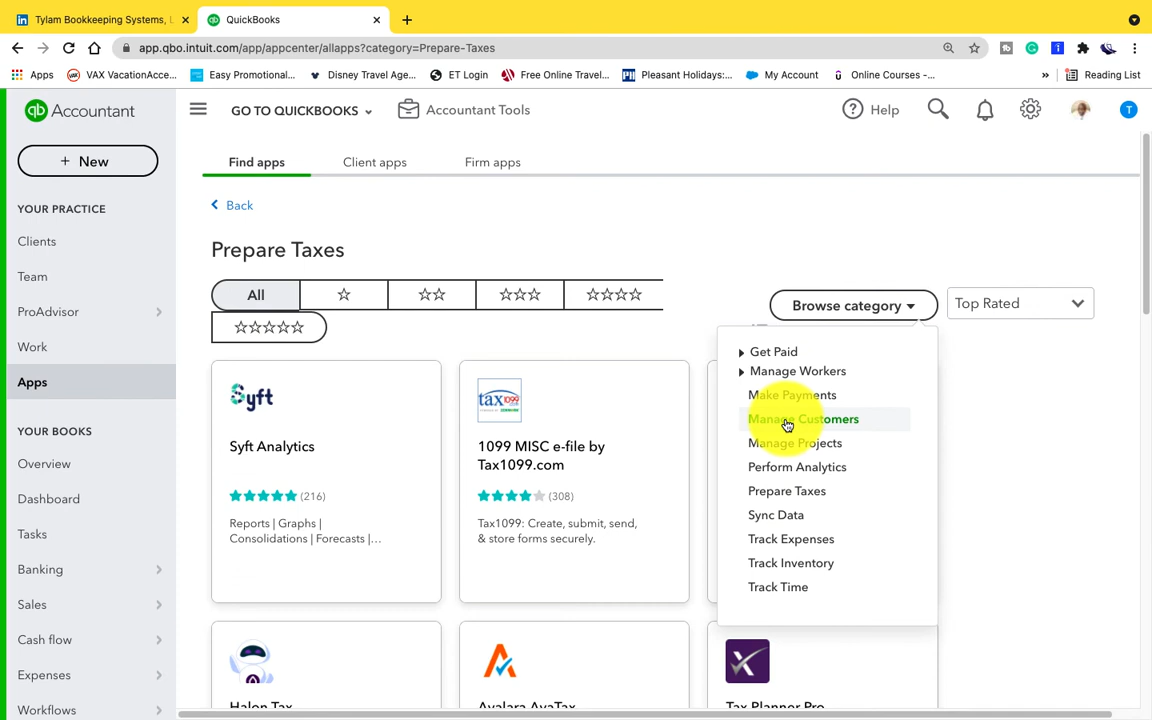 Tylam Bookkeeping Systems, L
QuickBooks
app.qbo.intuit.com/app/appcenter/allapps?category=Prepare-Taxes
Apps
VAX VacationAcce...
Easy Promotional...
Disney Travel Age...
ET Login
Free Online Travel...
Pleasant Holidays:...
My Account
Online Courses -...
»
Reading List
qb Accountant
GO TO QUICKBOOKS
Accountant Tools
Help
T
+ New
Find apps
Client apps
Firm apps
YOUR PRACTICE
Back
Clients
Prepare Taxes
Team
All
ProAdvisor
Browse category
Top Rated
Work
Get Paid
Manage Workers
Apps
Make Payments
Manage Customers
Manage Projects
Perform Analytics
Prepare Taxes
Sync Data
Track Expenses
Track Inventory
Track Time
Syft
Syft Analytics
(216)
Reports | Graphs |
Consolidations | Forecasts |...
tax1099
1099 MISC e-file by
Tax1099.com
(308)
Tax1099: Create, submit, send,
& store forms securely.
YOUR BOOKS
Overview
Dashboard
Tasks
Banking
Sales
Cash flow
Expenses
Workflows
Halon Tax
Avalara AvaTax
Tax Planner Pro